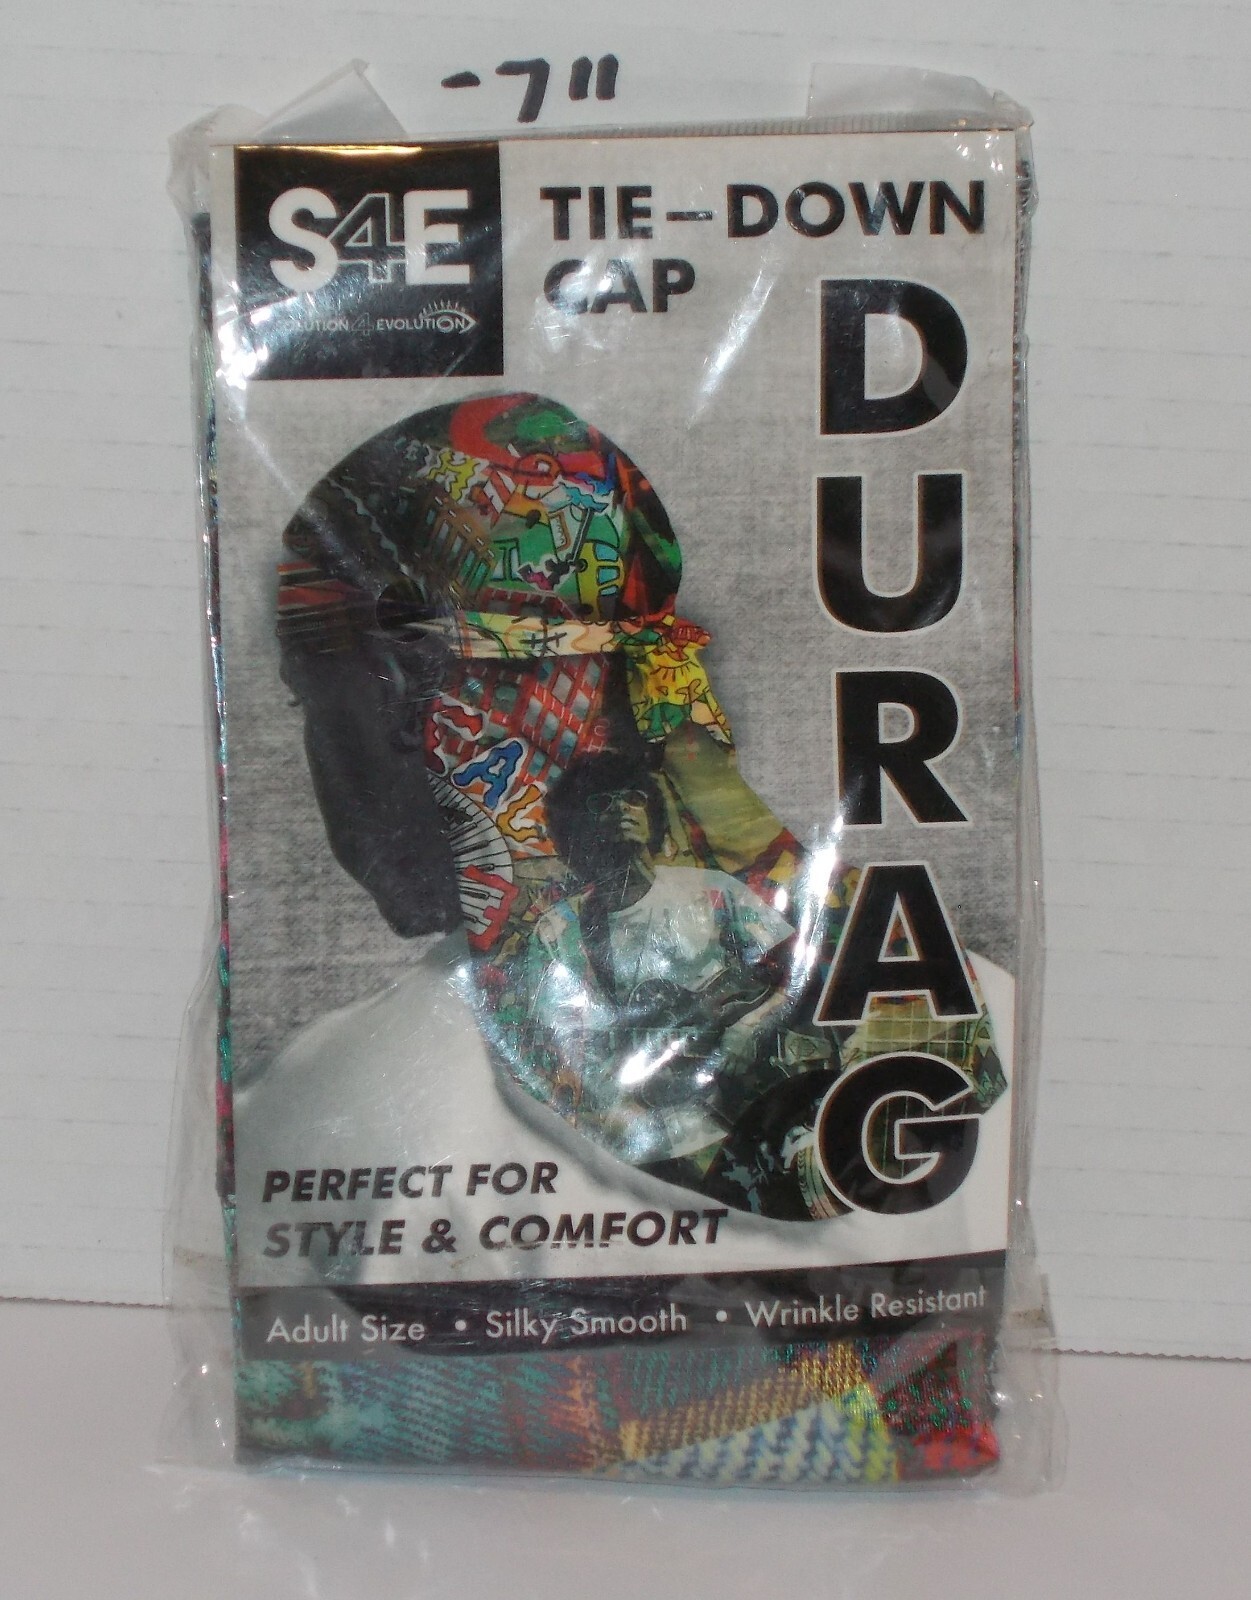 -7"
S4E
SOLUTION 4 EVOLUTION
TIE-DOWN
CAP
DURAG
PERFECT FOR
STYLE & COMFORT
Adult Size • Silky Smooth • Wrinkle Resistant